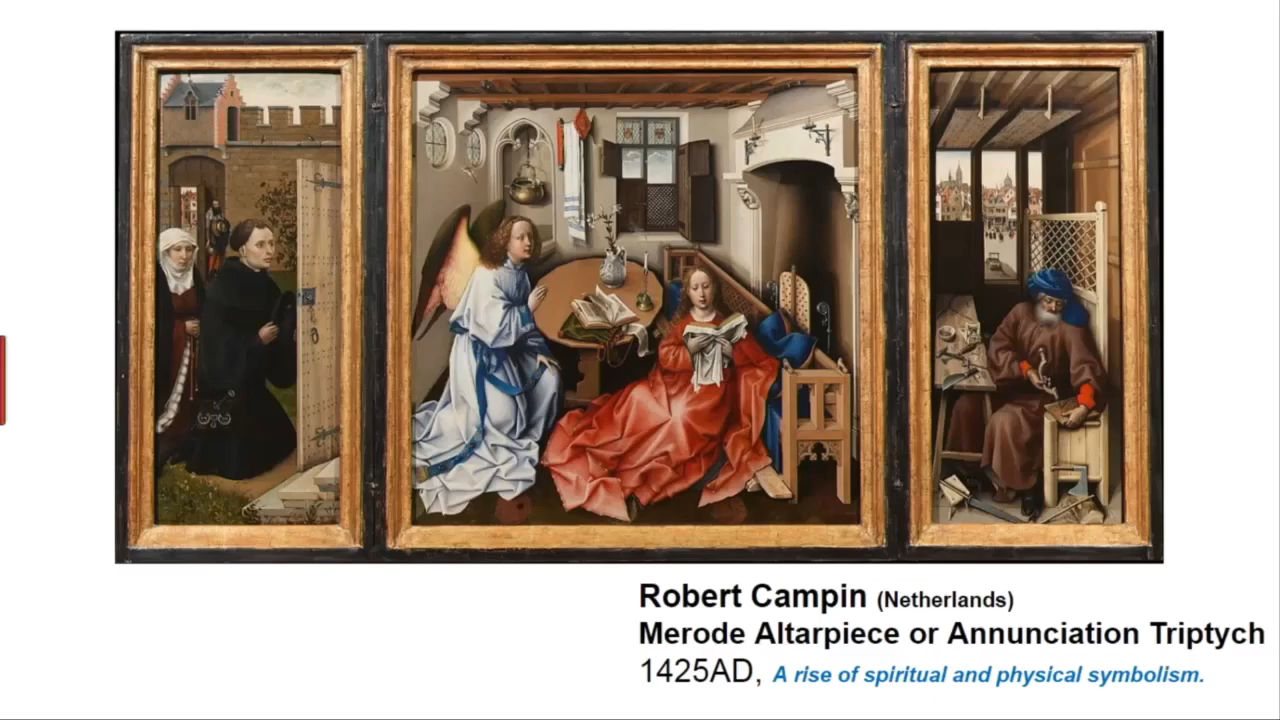 Robert Campin (Netherlands)
Merode Altarpiece or Annunciation Triptych
1425AD, A rise of spiritual and physical symbolism.